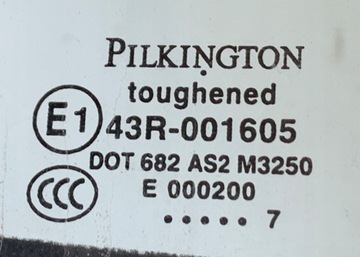 PILKINGTON
toughened
E1 43R-001605
DOT 682 AS2 M3250
CCC E 000200
..... 7